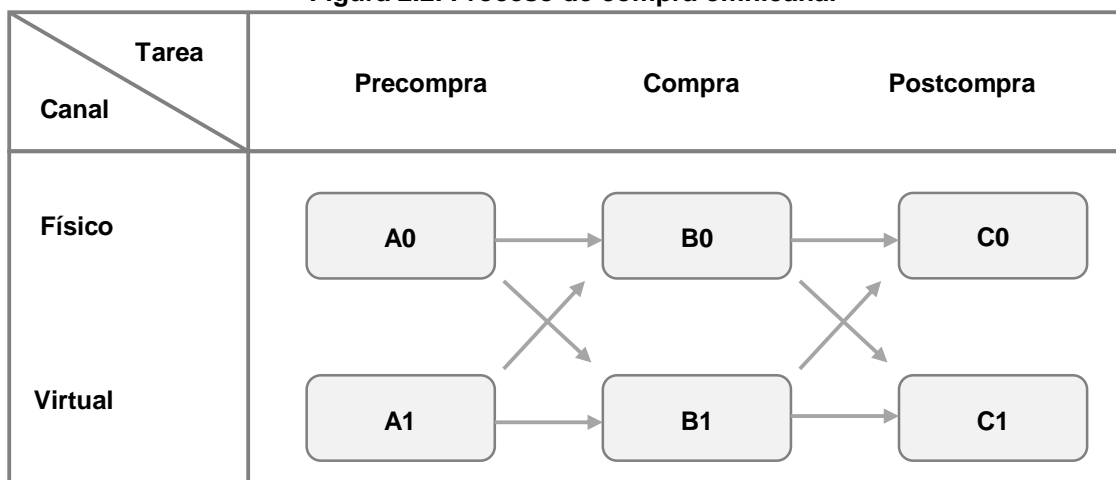 Tarea
Canal
Precompra Compra Postcompra
Físico
A0 B0 C0
Virtual
A1 B1 C1